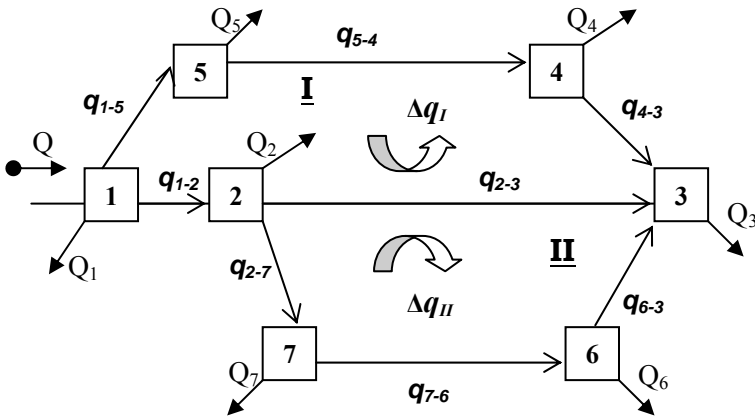 Q₅
q₅₋₄
Q₄
5
I
4
q₁₋₅
Δq_I
q₄₋₃
Q
Q₂
q₁₋₂
q₂₋₃
1
2
3
Q₃
Q₁
q₂₋₇
II
Δq_II
q₆₋₃
7
6
Q₇
q₇₋₆
Q₆